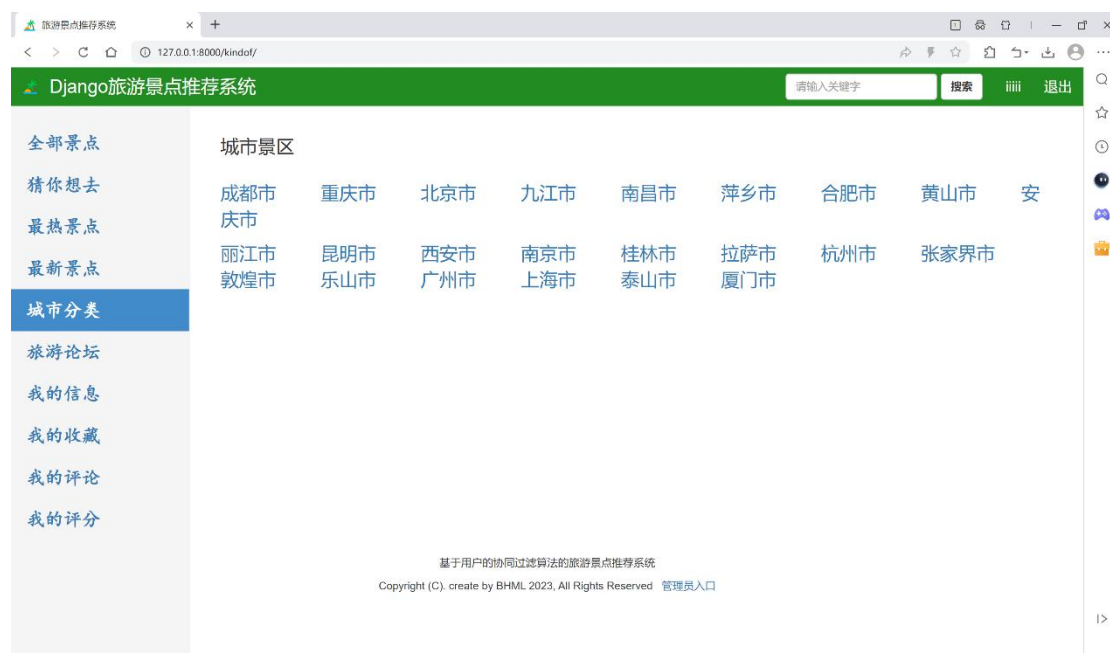 旅游景点推荐系统
127.0.0.1:8000/kindof/
Django旅游景点推荐系统
请输入关键字
搜索
iiiii
退出
全部景点
猜你想去
最热景点
最新景点
城市分类
旅游论坛
我的信息
我的收藏
我的评论
我的评分
城市景区
成都市 重庆市 北京市 九江市 南昌市 萍乡市 合肥市 黄山市 安
庆市
丽江市 昆明市 西安市 南京市 桂林市 拉萨市 杭州市 张家界市
敦煌市 乐山市 广州市 上海市 泰山市 厦门市
基于用户的协同过滤算法的旅游景点推荐系统
Copyright (C). create by BHML 2023, All Rights Reserved 管理员入口